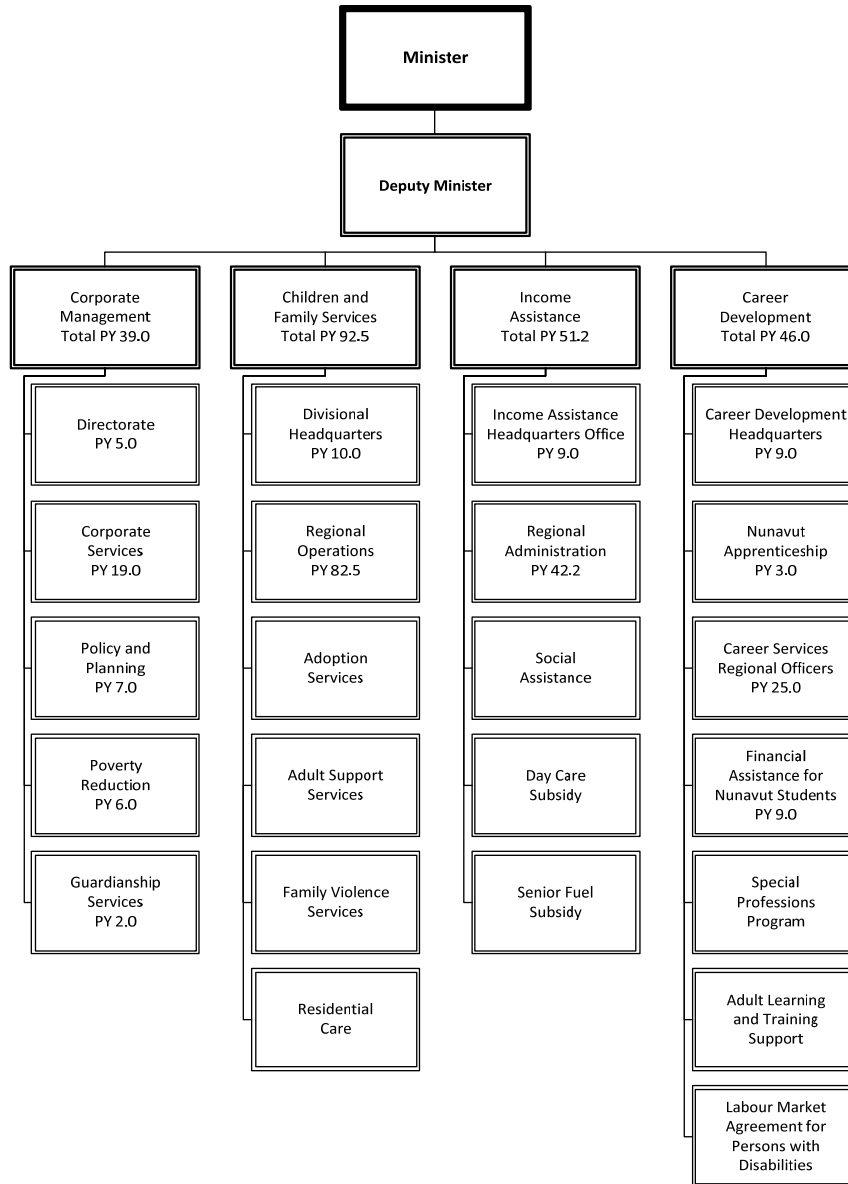 Minister
Deputy Minister
Corporate
Management
Total PY 39.0
Children and
Family Services
Total PY 92.5
Income
Assistance
Total PY 51.2
Career
Development
Total PY 46.0
Directorate
PY 5.0
Corporate
Services
PY 19.0
Policy and
Planning
PY 7.0
Poverty
Reduction
PY 6.0
Guardianship
Services
PY 2.0
Divisional
Headquarters
PY 10.0
Regional
Operations
PY 82.5
Adoption
Services
Adult Support
Services
Family Violence
Services
Residential
Care
Income Assistance
Headquarters Office
PY 9.0
Regional
Administration
PY 42.2
Social
Assistance
Day Care
Subsidy
Senior Fuel
Subsidy
Career Development
Headquarters
PY 9.0
Nunavut
Apprenticeship
PY 3.0
Career Services
Regional Officers
PY 25.0
Financial
Assistance for
Nunavut Students
PY 9.0
Special
Professions
Program
Adult Learning
and Training
Support
Labour Market
Agreement for
Persons with
Disabilities